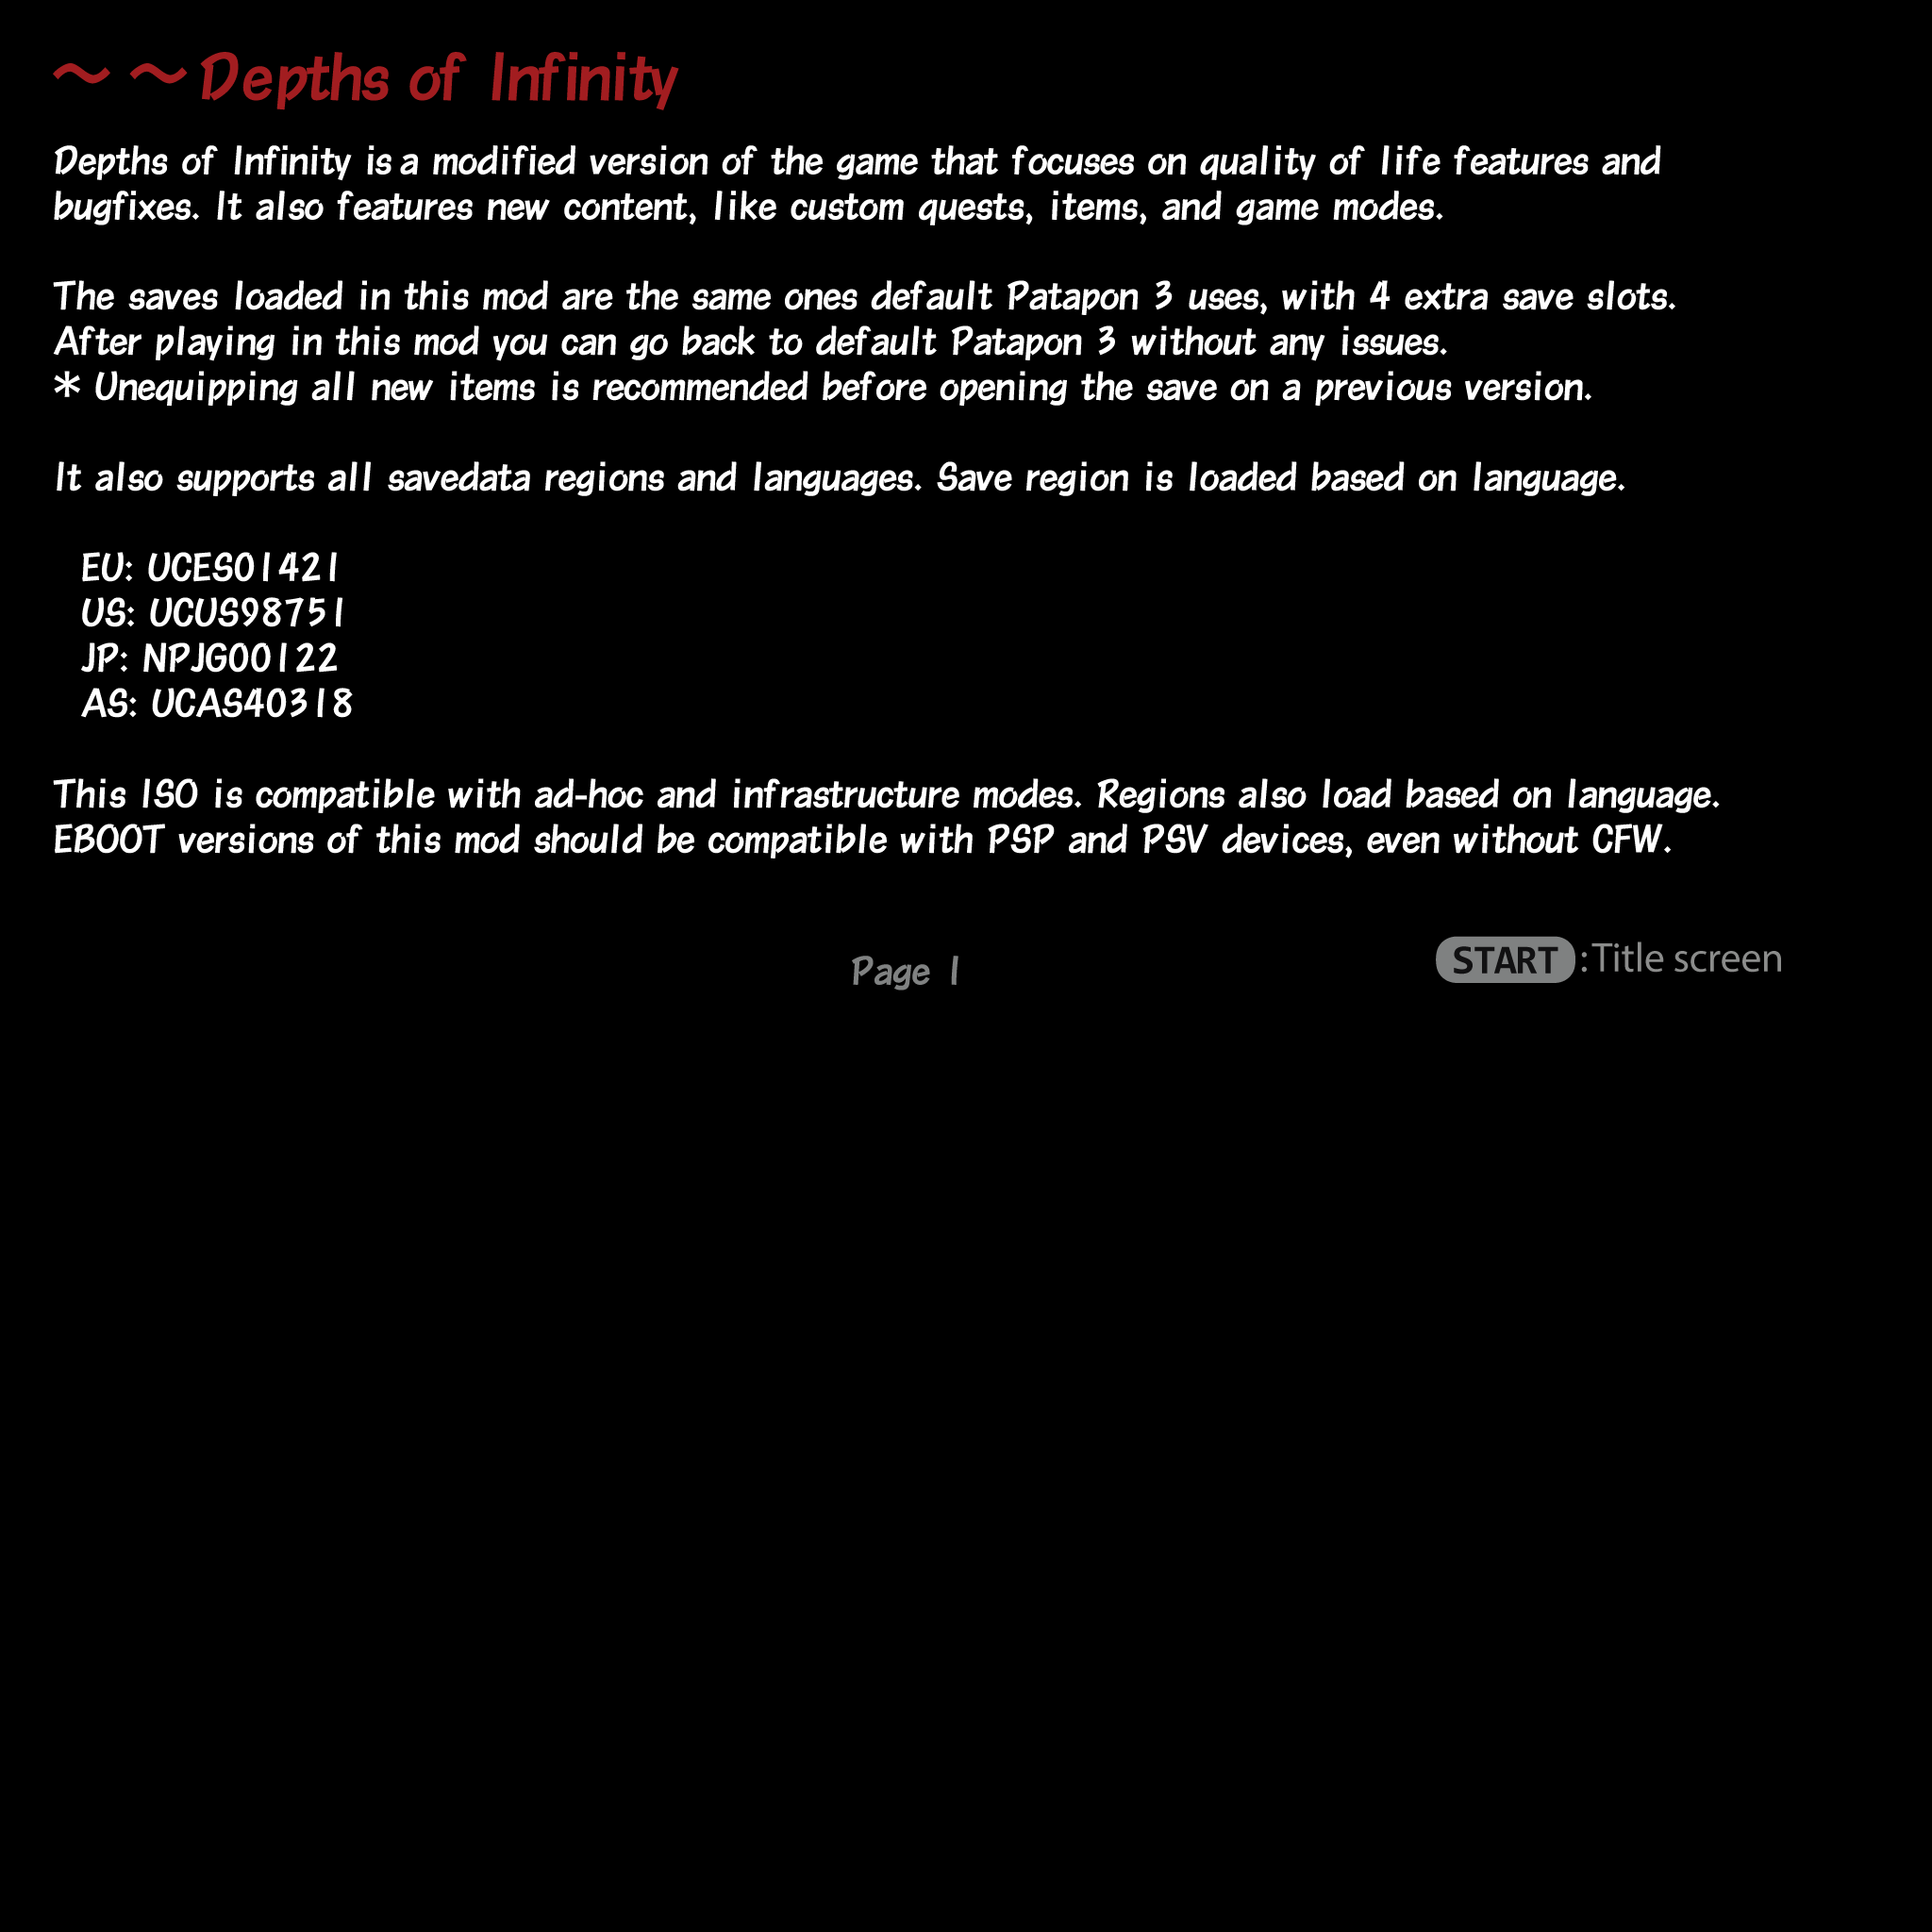 ～～Depths of Infinity
Depths of Infinity is a modified version of the game that focuses on quality of life features and
bugfixes. It also features new content, like custom quests, items, and game modes.
The saves loaded in this mod are the same ones default Patapon 3 uses, with 4 extra save slots.
After playing in this mod you can go back to default Patapon 3 without any issues.
* Unequipping all new items is recommended before opening the save on a previous version.
It also supports all savedata regions and languages. Save region is loaded based on language.
EU: UCES01421
US: UCUS98751
JP: NPJG00122
AS: UCAS40318
This ISO is compatible with ad-hoc and infrastructure modes. Regions also load based on language.
EBOOT versions of this mod should be compatible with PSP and PSV devices, even without CFW.
Page 1
START:Title screen